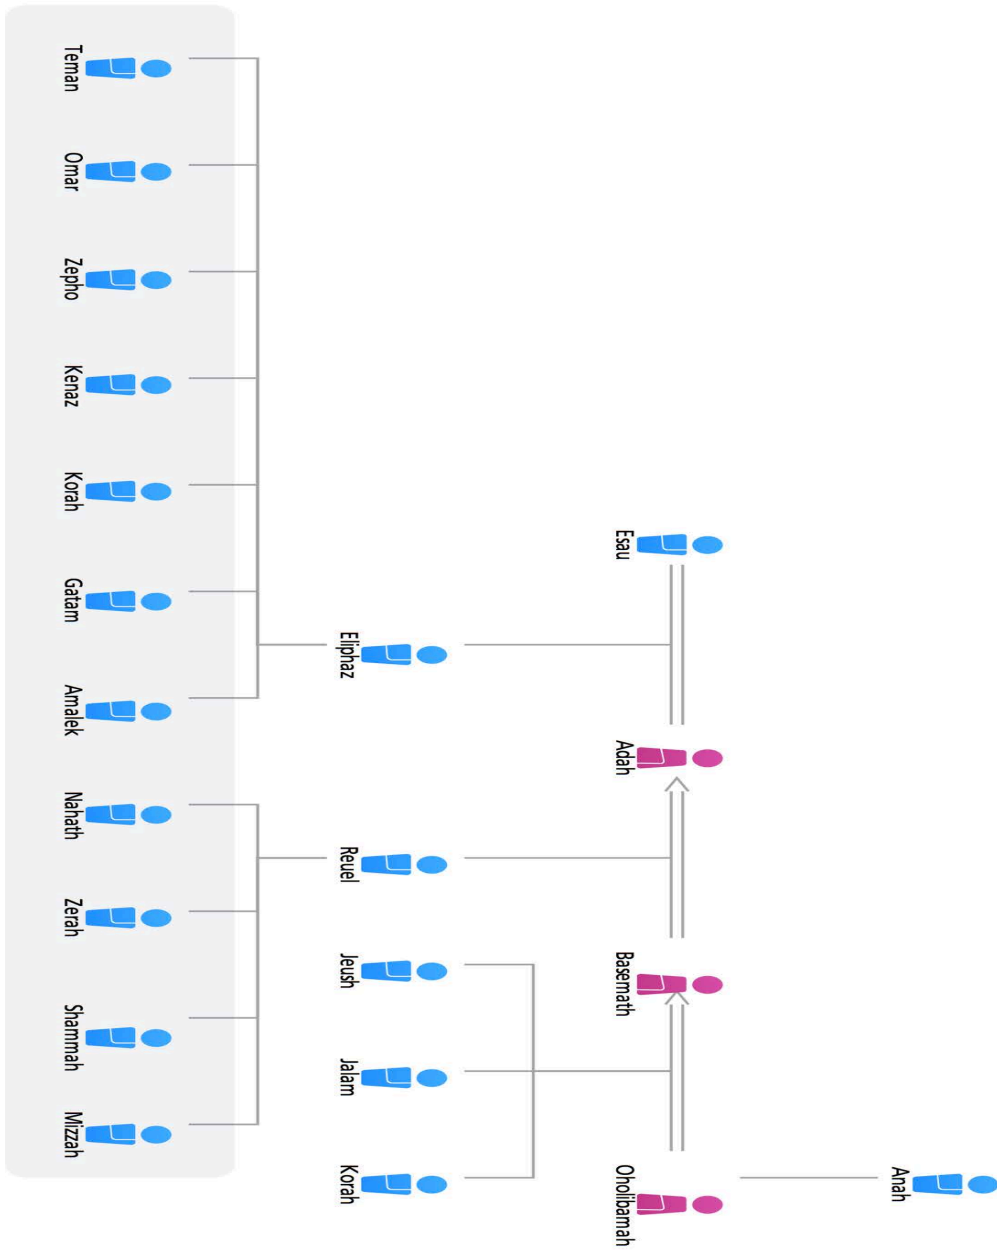 Anah
Esau
Adah
Basemath
Oholibamah
Eliphaz
Reuel
Jeush
Jalam
Korah
Teman
Omar
Zepho
Kenaz
Korah
Gatam
Amalek
Nahath
Zerah
Shammah
Mizzah